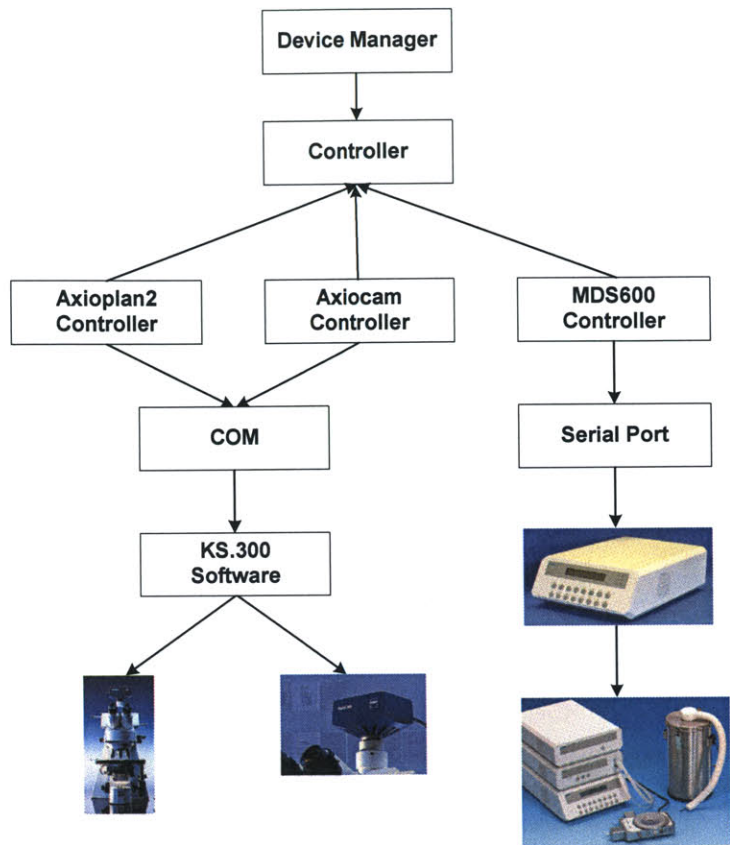 Device Manager
Controller
Axioplan2
Controller
Axiocam
Controller
MDS600
Controller
COM
Serial Port
KS.300
Software